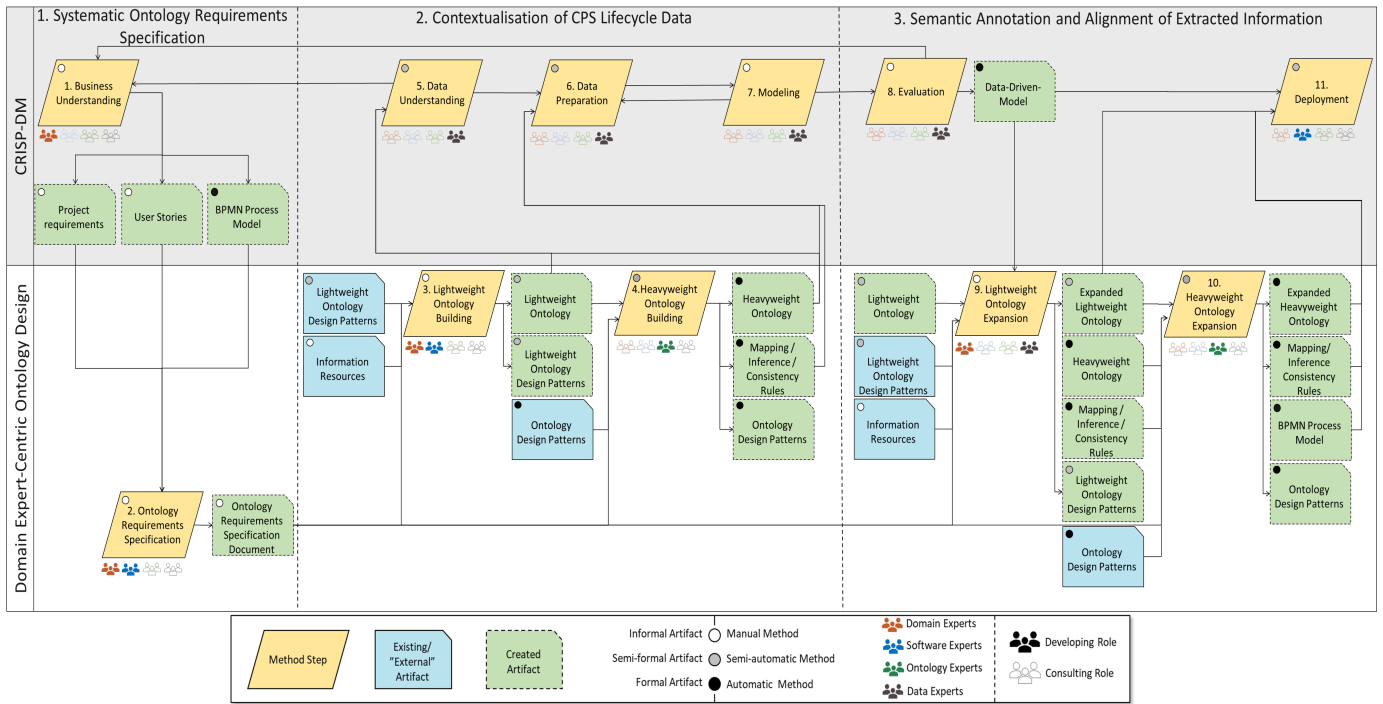 1. Systematic Ontology Requirements
Specification
2. Contextualisation of CPS Lifecycle Data
3. Semantic Annotation and Alignment of Extracted Information
CRISP-DM
1. Business
Understanding
5. Data
Understanding
6. Data
Preparation
7. Modeling
8. Evaluation
Data-Driven-
Model
11.
Deployment
Project
requirements
User Stories
BPMN Process
Model
Domain Expert-Centric Ontology Design
Lightweight
Ontology
Design Patterns
Information
Resources
3. Lightweight
Ontology
Building
Lightweight
Ontology
Lightweight
Ontology
Design Patterns
Ontology
Design Patterns
4.Heavyweight
Ontology
Building
Heavyweight
Ontology
Mapping /
Inference /
Consistency
Rules
Ontology
Design Patterns
Lightweight
Ontology
Lightweight
Ontology
Design Patterns
Information
Resources
9. Lightweight
Ontology
Expansion
Expanded
Lightweight
Ontology
Heavyweight
Ontology
Mapping /
Inference /
Consistency
Rules
Lightweight
Ontology
Design Patterns
Ontology
Design Patterns
10.
Heavyweight
Ontology
Expansion
Expanded
Heavyweight
Ontology
Mapping/
Inference
Consistency
Rules
BPMN Process
Model
Ontology
Design Patterns
2. Ontology
Requirements
Specification
Ontology
Requirements
Specification
Document
Method Step
Existing/
"External"
Artifact
Created
Artifact
Informal Artifact
Manual Method
Semi-formal Artifact
Semi-automatic Method
Formal Artifact
Automatic Method
Domain Experts
Software Experts
Ontology Experts
Data Experts
Developing Role
Consulting Role